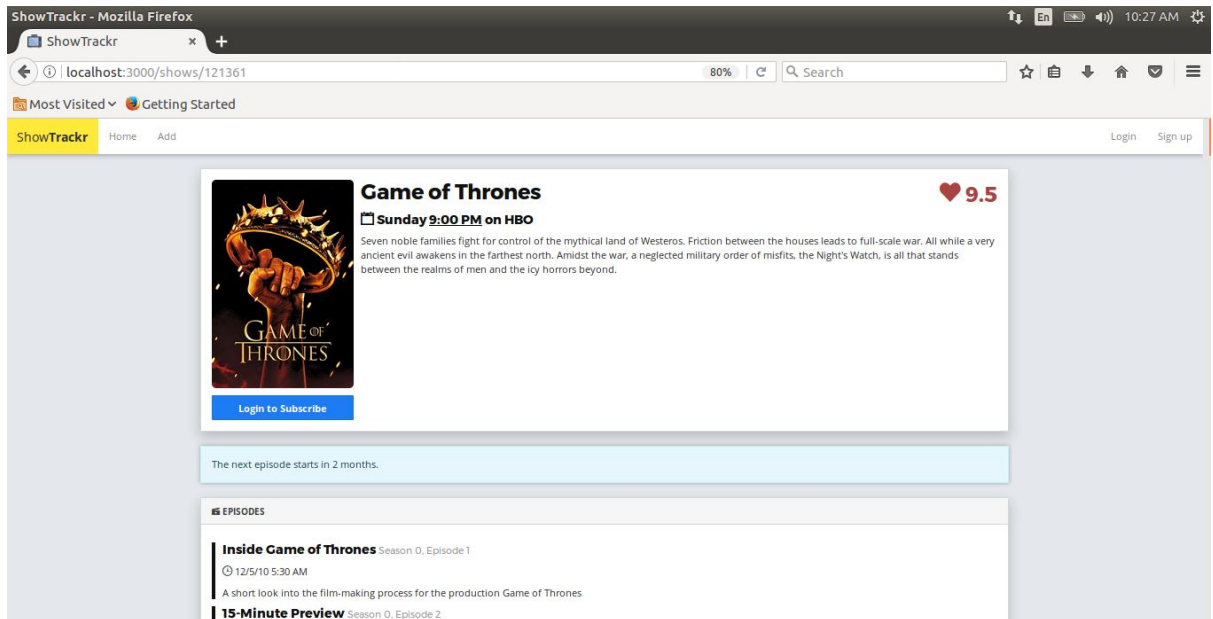 ShowTrackr - Mozilla Firefox
En
10:27 AM
ShowTrackr
localhost:3000/shows/121361
80%
Search
Most Visited
Getting Started
ShowTrackr
Home
Add
Login
Sign up
Game of Thrones
9.5
Sunday 9:00 PM on HBO
Seven noble families fight for control of the mythical land of Westeros. Friction between the houses leads to full-scale war. All while a very
ancient evil awakens in the farthest north. Amidst the war, a neglected military order of misfits, the Night's Watch, is all that stands
between the realms of men and the icy horrors beyond.
GAME OF
THRONES
Login to Subscribe
The next episode starts in 2 months.
EPISODES
Inside Game of Thrones Season 0, Episode 1
12/5/10 5:30 AM
A short look into the film-making process for the production Game of Thrones
15-Minute Preview Season 0, Episode 2